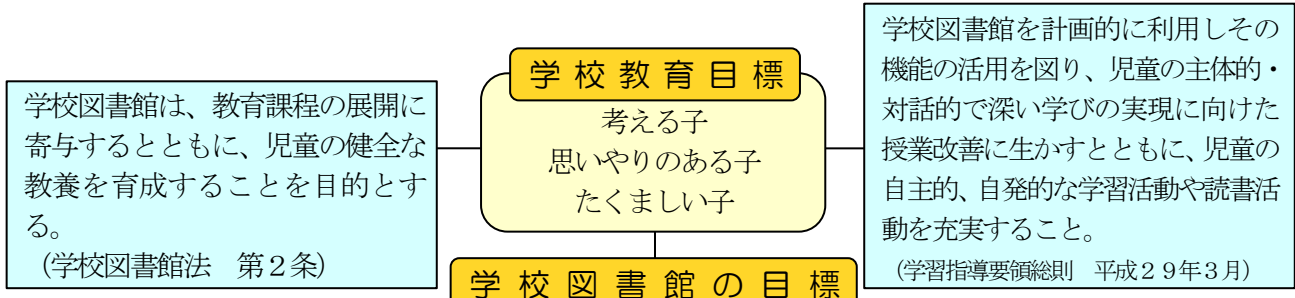 学校図書館は、教育課程の展開に
寄与するとともに、児童の健全な
教養を育成することを目的とす
る。
(学校図書館法　第２条)
学校教育目標
考える子
思いやりのある子
たくましい子
学校図書館を計画的に利用しその
機能の活用を図り、児童の主体的・
対話的で深い学びの実現に向けた
授業改善に生かすとともに、児童の
自主的、自発的な学習活動や読書活
動を充実すること。
(学習指導要領総則　平成２９年３月)
学校図書館の目標